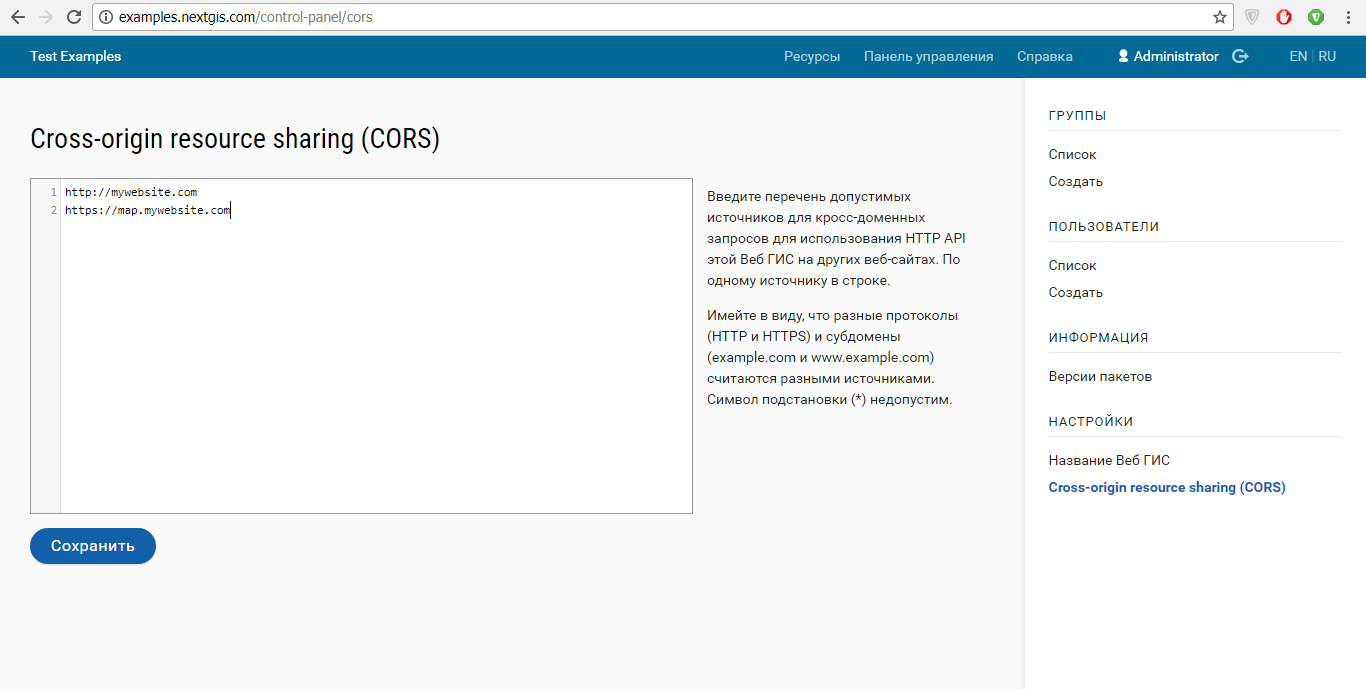 examples.nextgis.com/control-panel/cors
Test Examples
Ресурсы
Панель управления
Справка
Administrator
EN | RU
Cross-origin resource sharing (CORS)
1 http://mywebsite.com
2 https://map.mywebsite.com
Введите перечень допустимых
источников для кросс-доменных
запросов для использования HTTP API
этой Веб ГИС на других веб-сайтах. По
одному источнику в строке.
Имейте в виду, что разные протоколы
(HTTP и HTTPS) и субдомены
(example.com и www.example.com)
считаются разными источниками.
Символ подстановки (*) недопустим.
Сохранить
ГРУППЫ
Список
Создать
ПОЛЬЗОВАТЕЛИ
Список
Создать
ИНФОРМАЦИЯ
Версии пакетов
НАСТРОЙКИ
Название Веб ГИС
Cross-origin resource sharing (CORS)